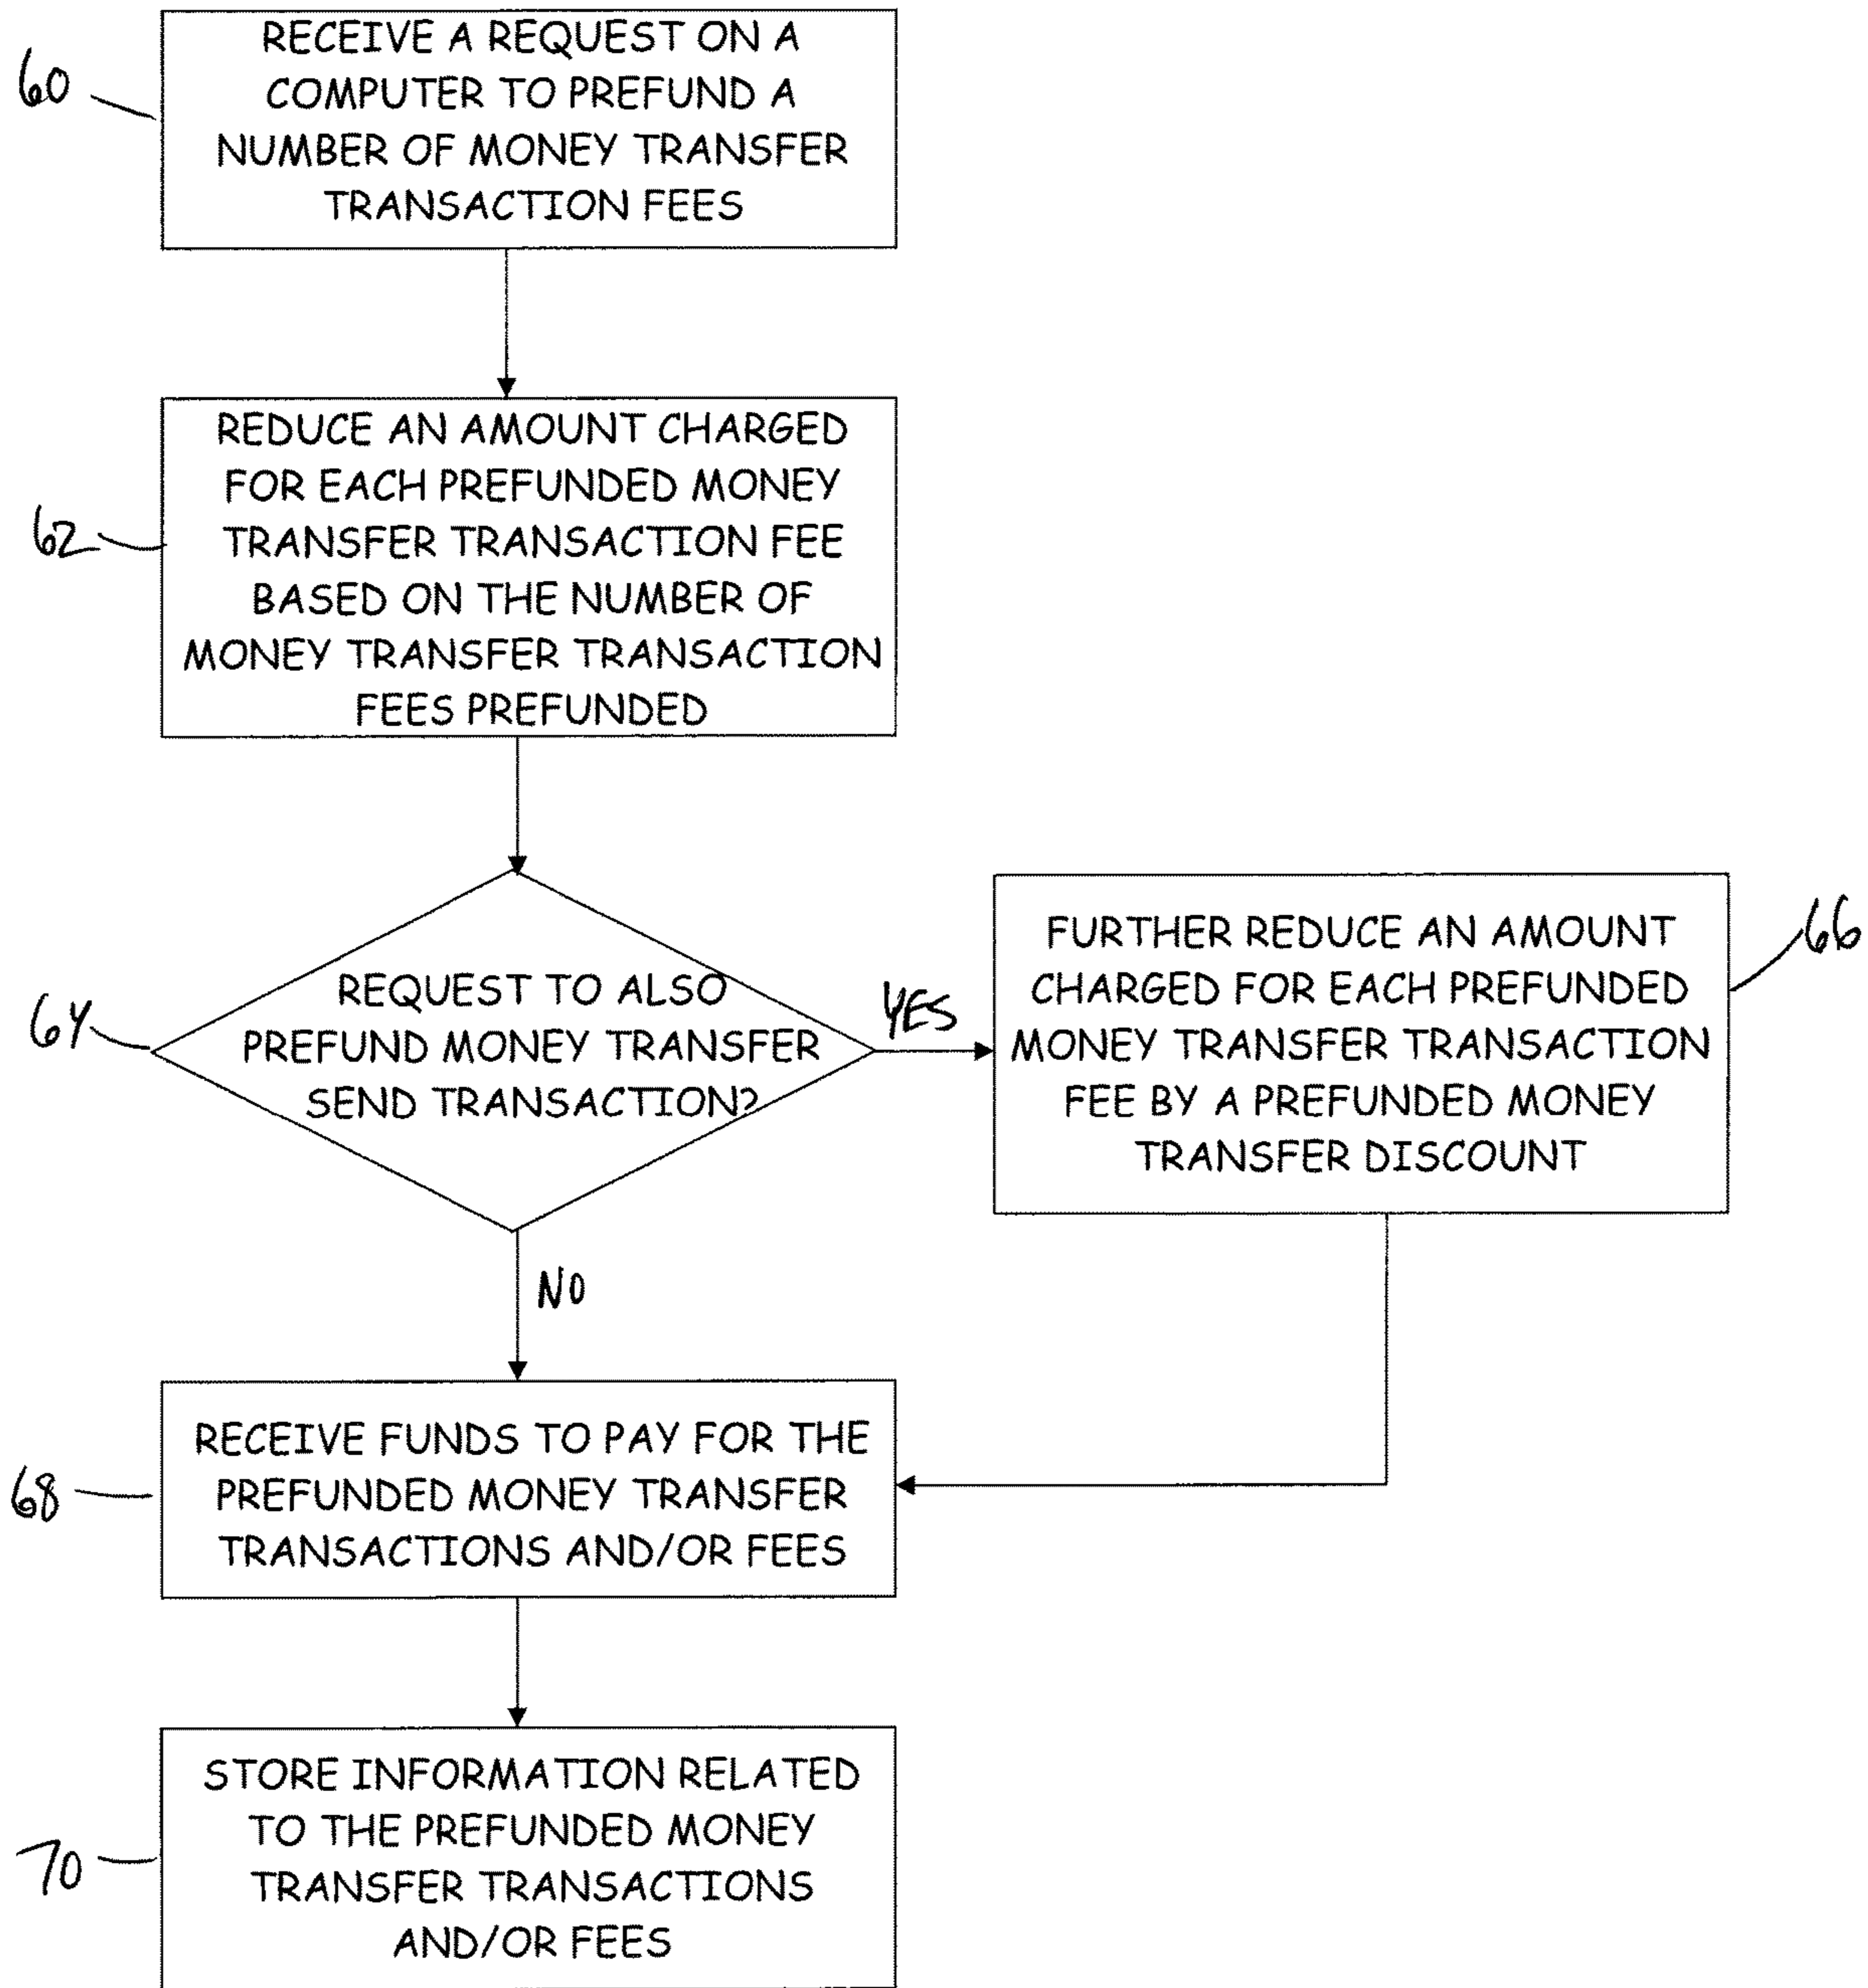 60
RECEIVE A REQUEST ON A
COMPUTER TO PREFUND A
NUMBER OF MONEY TRANSFER
TRANSACTION FEES
62
REDUCE AN AMOUNT CHARGED
FOR EACH PREFUNDED MONEY
TRANSFER TRANSACTION FEE
BASED ON THE NUMBER OF
MONEY TRANSFER TRANSACTION
FEES PREFUNDED
64
REQUEST TO ALSO
PREFUND MONEY TRANSFER
SEND TRANSACTION?
YES
NO
66
FURTHER REDUCE AN AMOUNT
CHARGED FOR EACH PREFUNDED
MONEY TRANSFER TRANSACTION
FEE BY A PREFUNDED MONEY
TRANSFER DISCOUNT
68
RECEIVE FUNDS TO PAY FOR THE
PREFUNDED MONEY TRANSFER
TRANSACTIONS AND/OR FEES
70
STORE INFORMATION RELATED
TO THE PREFUNDED MONEY
TRANSFER TRANSACTIONS
AND/OR FEES